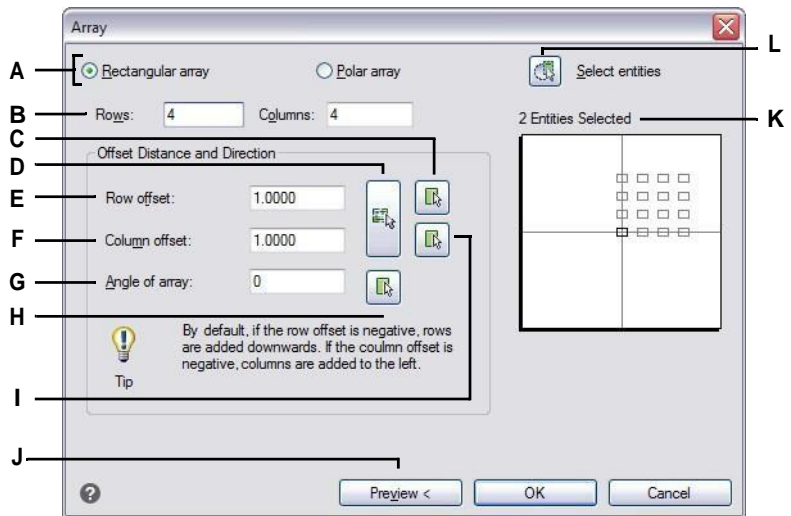 Array
L
A
Rectangular array
Polar array
Select entities
B
Rows: 4 Columns: 4
2 Entities Selected
K
C
Offset Distance and Direction
D
E
Row offset: 1.0000
F
Column offset: 1.0000
G
Angle of array: 0
H
By default, if the row offset is negative, rows
are added downwards. If the coulmn offset is
negative, columns are added to the left.
Tip
I
J
?
Preview <
OK
Cancel